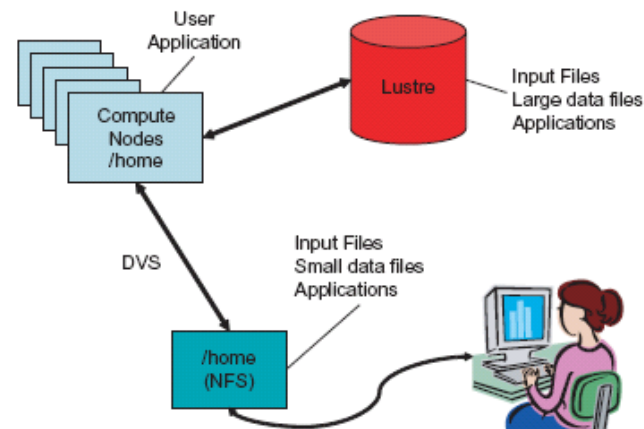 User
Application
Compute
Nodes
/home
Lustre
Input Files
Large data files
Applications
DVS
Input Files
Small data files
Applications
/home
(NFS)